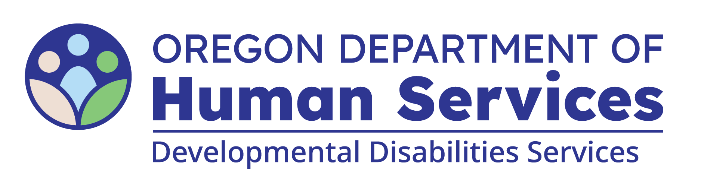 OREGON DEPARTMENT OF
Human Services
Developmental Disabilities Services